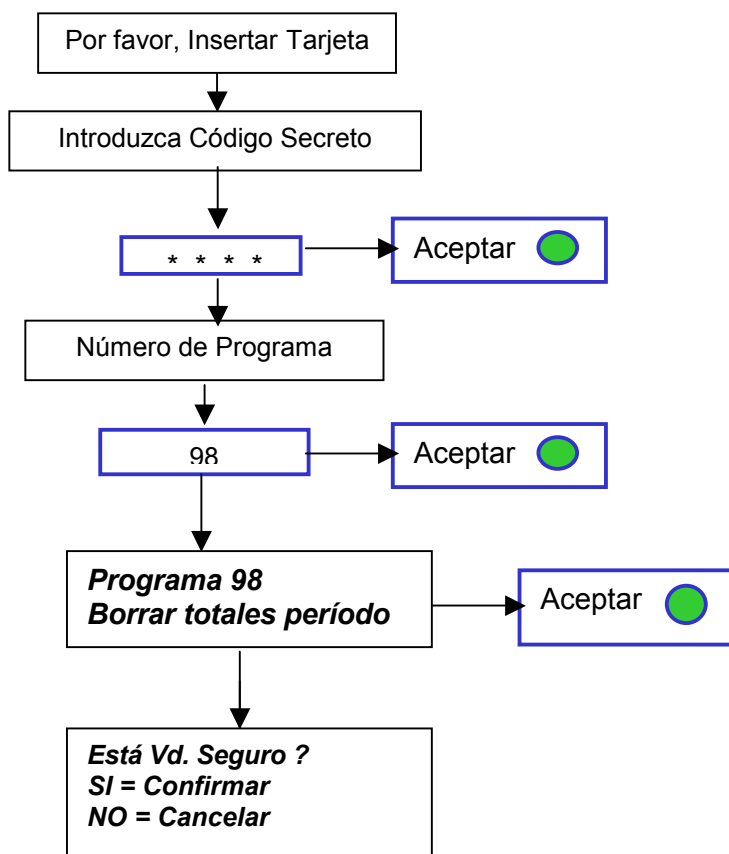 Por favor, Insertar Tarjeta
Introduzca Código Secreto
* * * *
Aceptar
Número de Programa
98
Aceptar
Programa 98
Borrar totales período
Aceptar
Está Vd. Seguro ?
SI = Confirmar
NO = Cancelar